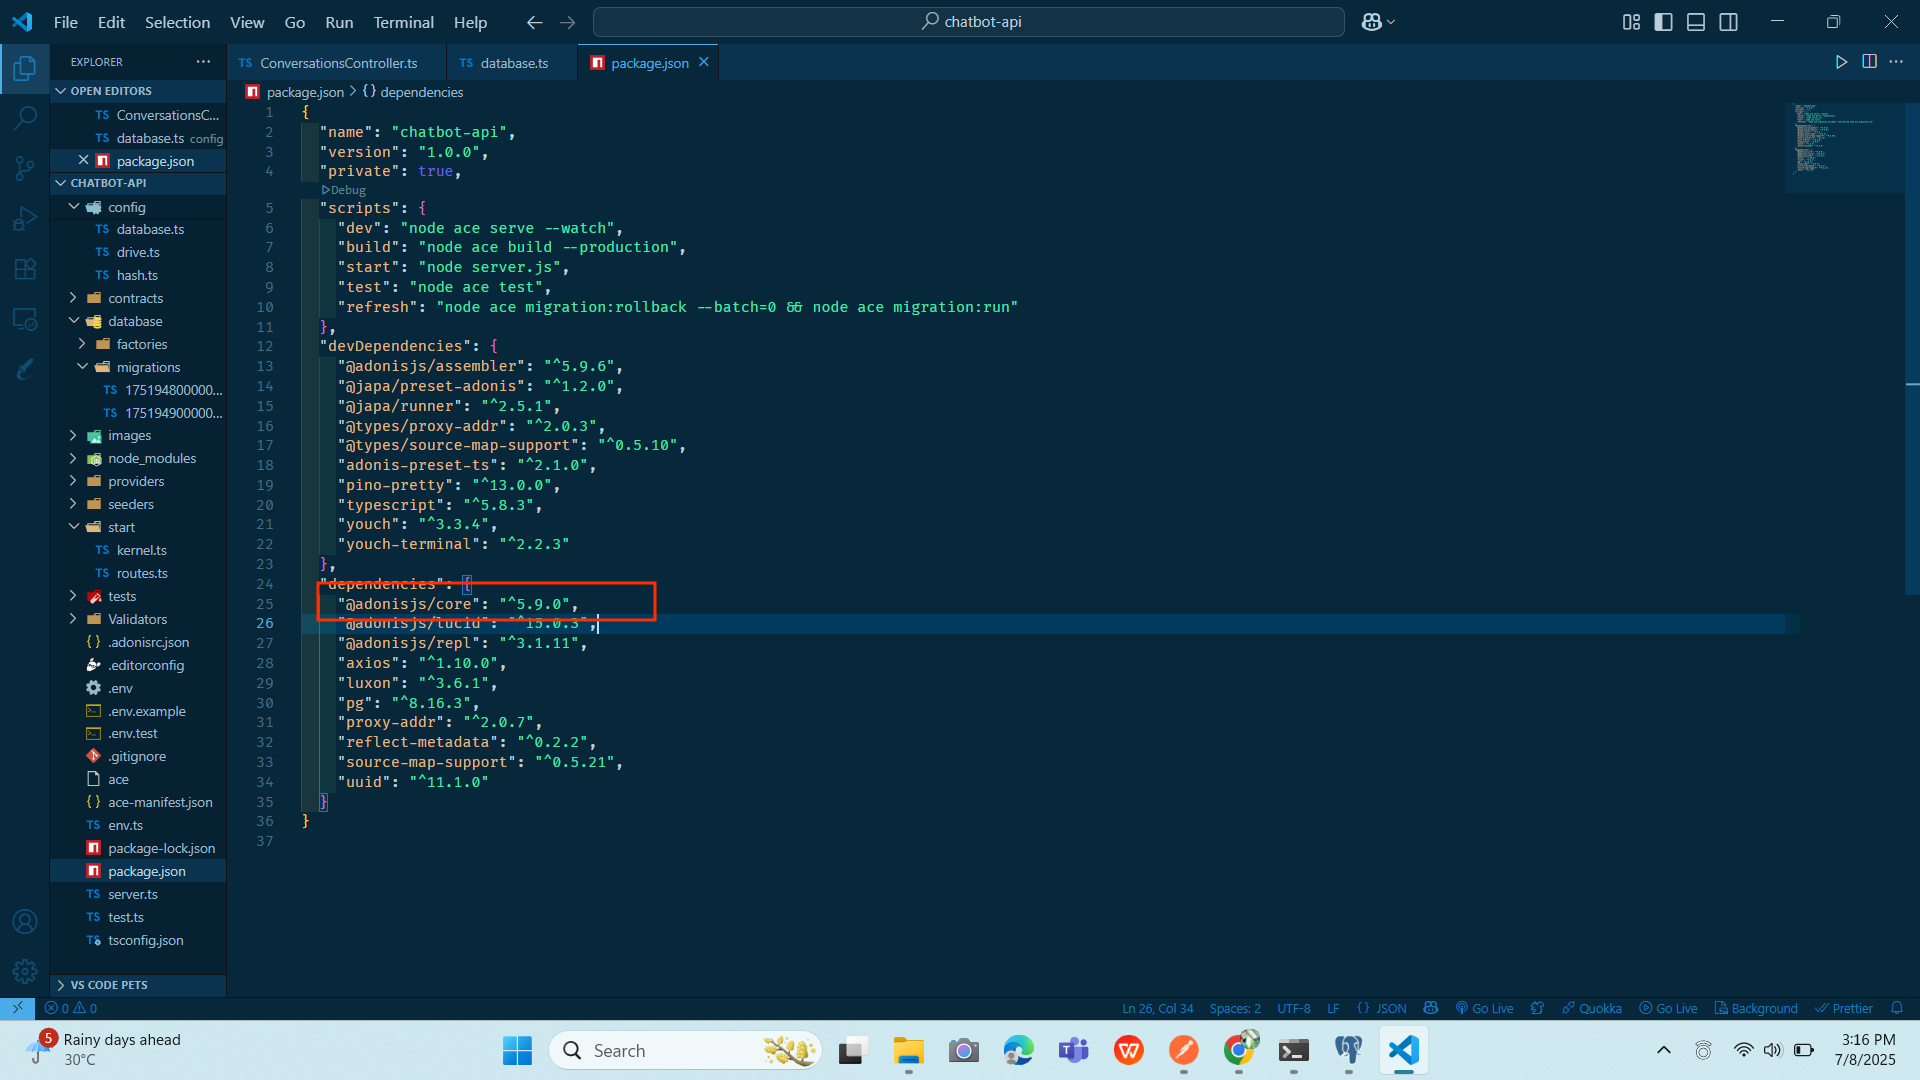 File Edit Selection View Go Run Terminal Help
chatbot-api
EXPLORER
OPEN EDITORS
TS ConversationsC...
TS database.ts config
package.json
CHATBOT-API
config
TS database.ts
TS drive.ts
TS hash.ts
contracts
database
factories
migrations
TS 175194800000...
TS 175194900000...
images
node_modules
providers
seeders
start
TS kernel.ts
TS routes.ts
tests
Validators
{} .adonisrc.json
.editorconfig
.env
.env.example
.env.test
.gitignore
ace
{} ace-manifest.json
TS env.ts
package-lock.json
package.json
TS server.ts
TS test.ts
TS tsconfig.json
VS CODE PETS
TS ConversationsController.ts
TS database.ts
package.json
package.json > {} dependencies
1 {
2 "name": "chatbot-api",
3 "version": "1.0.0",
4 "private": true,
Debug
5 "scripts": {
6 "dev": "node ace serve --watch",
7 "build": "node ace build --production",
8 "start": "node server.js",
9 "test": "node ace test",
10 "refresh": "node ace migration:rollback --batch=0 && node ace migration:run"
11 },
12 "devDependencies": {
13 "@adonisjs/assembler": "^5.9.6",
14 "@japa/preset-adonis": "^1.2.0",
15 "@japa/runner": "^2.5.1",
16 "@types/proxy-addr": "^2.0.3",
17 "@types/source-map-support": "^0.5.10",
18 "adonis-preset-ts": "^2.1.0",
19 "pino-pretty": "^13.0.0",
20 "typescript": "^5.8.3",
21 "youch": "^3.3.4",
22 "youch-terminal": "^2.2.3"
23 },
24 "dependencies": {
25 "@adonisjs/core": "^5.9.0",
26 "@adonisjs/lucid": "^15.0.3",
27 "@adonisjs/repl": "^3.1.11",
28 "axios": "^1.10.0",
29 "luxon": "^3.6.1",
30 "pg": "^8.16.3",
31 "proxy-addr": "^2.0.7",
32 "reflect-metadata": "^0.2.2",
33 "source-map-support": "^0.5.21",
34 "uuid": "^11.1.0"
35 }
36 }
37
0 0
Ln 26, Col 34 Spaces: 2 UTF-8 LF {} JSON Go Live Quokka Go Live Background Prettier
5
Rainy days ahead
30°C
Search
3:16 PM
7/8/2025